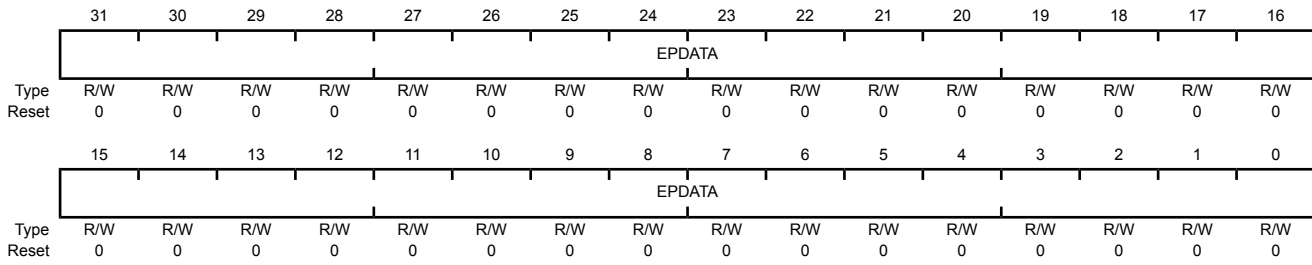 31 30 29 28 27 26 25 24 23 22 21 20 19 18 17 16
EPDATA
Type R/W R/W R/W R/W R/W R/W R/W R/W R/W R/W R/W R/W R/W R/W R/W R/W
Reset 0 0 0 0 0 0 0 0 0 0 0 0 0 0 0 0
15 14 13 12 11 10 9 8 7 6 5 4 3 2 1 0
EPDATA
Type R/W R/W R/W R/W R/W R/W R/W R/W R/W R/W R/W R/W R/W R/W R/W R/W
Reset 0 0 0 0 0 0 0 0 0 0 0 0 0 0 0 0